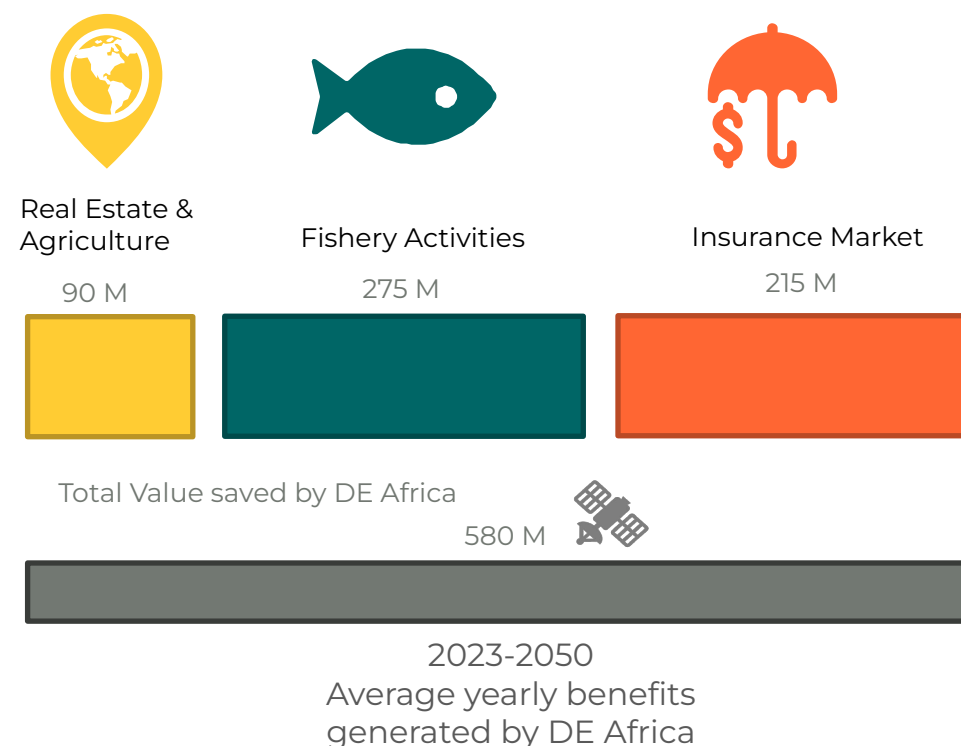 Real Estate &
Agriculture
90 M
Fishery Activities
275 M
$
Insurance Market
215 M
Total Value saved by DE Africa
580 M
2023-2050
Average yearly benefits
generated by DE Africa